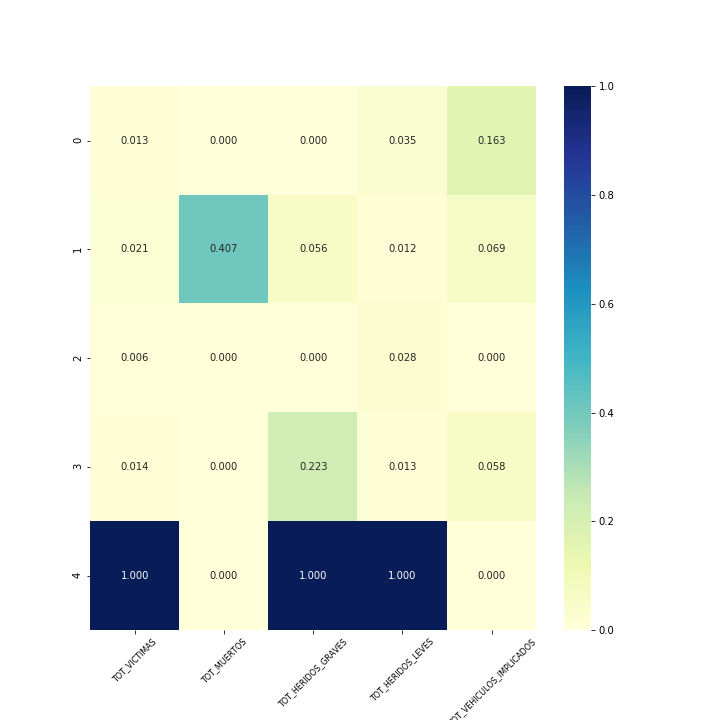 0 0.013 0.000 0.000 0.035 0.163
1 0.021 0.407 0.056 0.012 0.069
2 0.006 0.000 0.000 0.028 0.000
3 0.014 0.000 0.223 0.013 0.058
4 1.000 0.000 1.000 1.000 0.000
TOT_VICTIMAS
TOT_MUERTOS
TOT_HERIDOS_GRAVES
TOT_HERIDOS_LEVES
OT_VEHICULOS_IMPLICADOS
1.0
0.8
0.6
0.4
0.2
0.0